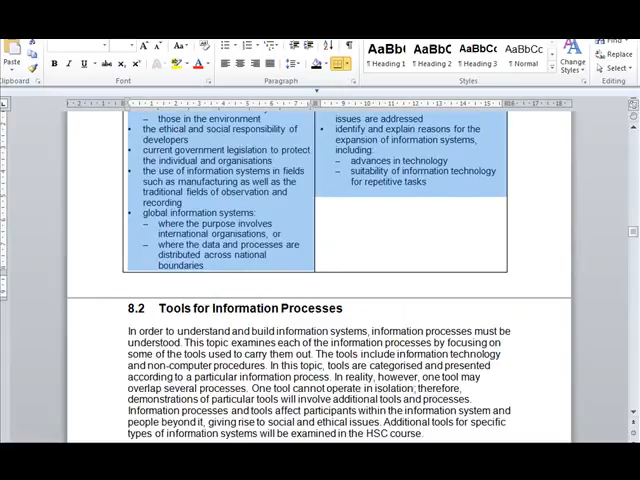 AaBbC
AaBbCc
AaBbCc
AaBbCc
¶ Heading 1
¶ Heading 2
¶ Heading 3
¶ Normal
Change
Styles
Replace
Select
Clipboard
Font
Paragraph
Styles
Editing
those in the environment
• the ethical and social responsibility of
developers
• current government legislation to protect
the individual and organisations
• the use of information systems in fields
such as manufacturing as well as the
traditional fields of observation and
recording
• global information systems:
– where the purpose involves
international organisations, or
– where the data and processes are
distributed across national
boundaries
issues are addressed
• identify and explain reasons for the
expansion of information systems,
including:
– advances in technology
– suitability of information technology
for repetitive tasks
8.2 Tools for Information Processes
In order to understand and build information systems, information processes must be
understood. This topic examines each of the information processes by focusing on
some of the tools used to carry them out. The tools include information technology
and non-computer procedures. In this topic, tools are categorised and presented
according to a particular information process. In reality, however, one tool may
overlap several processes. One tool cannot operate in isolation; therefore,
demonstrations of particular tools will involve additional tools and processes.
Information processes and tools affect participants within the information system and
people beyond it, giving rise to social and ethical issues. Additional tools for specific
types of information systems will be examined in the HSC course.